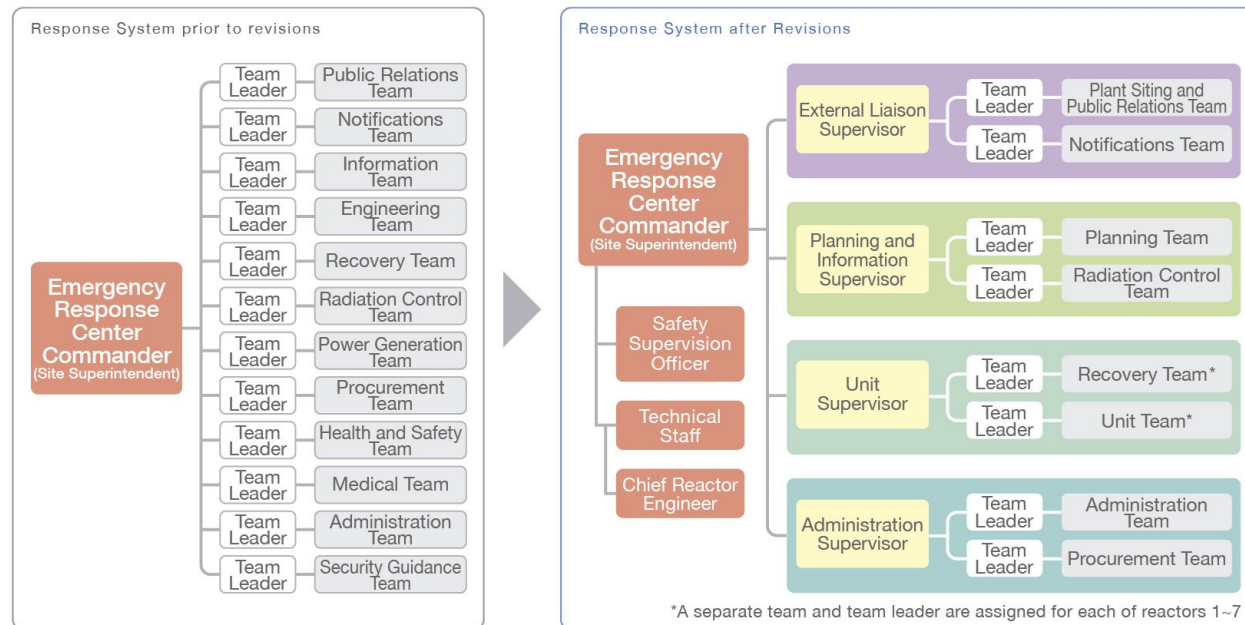 Response System prior to revisions
Emergency
Response
Center
Commander
(Site Superintendent)
Team
Leader
Public Relations
Team
Team
Leader
Notifications
Team
Team
Leader
Information
Team
Team
Leader
Engineering
Team
Team
Leader
Recovery Team
Team
Leader
Radiation Control
Team
Team
Leader
Power Generation
Team
Team
Leader
Procurement
Team
Team
Leader
Health and Safety
Team
Team
Leader
Medical Team
Team
Leader
Administration
Team
Team
Leader
Security Guidance
Team
Response System after Revisions
Emergency
Response
Center
Commander
(Site Superintendent)
Safety
Supervision
Officer
Technical
Staff
Chief Reactor
Engineer
External Liaison
Supervisor
Team
Leader
Plant Siting and
Public Relations Team
Team
Leader
Notifications Team
Planning and
Information
Supervisor
Team
Leader
Planning Team
Team
Leader
Radiation Control
Team
Unit
Supervisor
Team
Leader
Recovery Team*
Team
Leader
Unit Team*
Administration
Supervisor
Team
Leader
Administration
Team
Team
Leader
Procurement Team
*A separate team and team leader are assigned for each of reactors 1~7